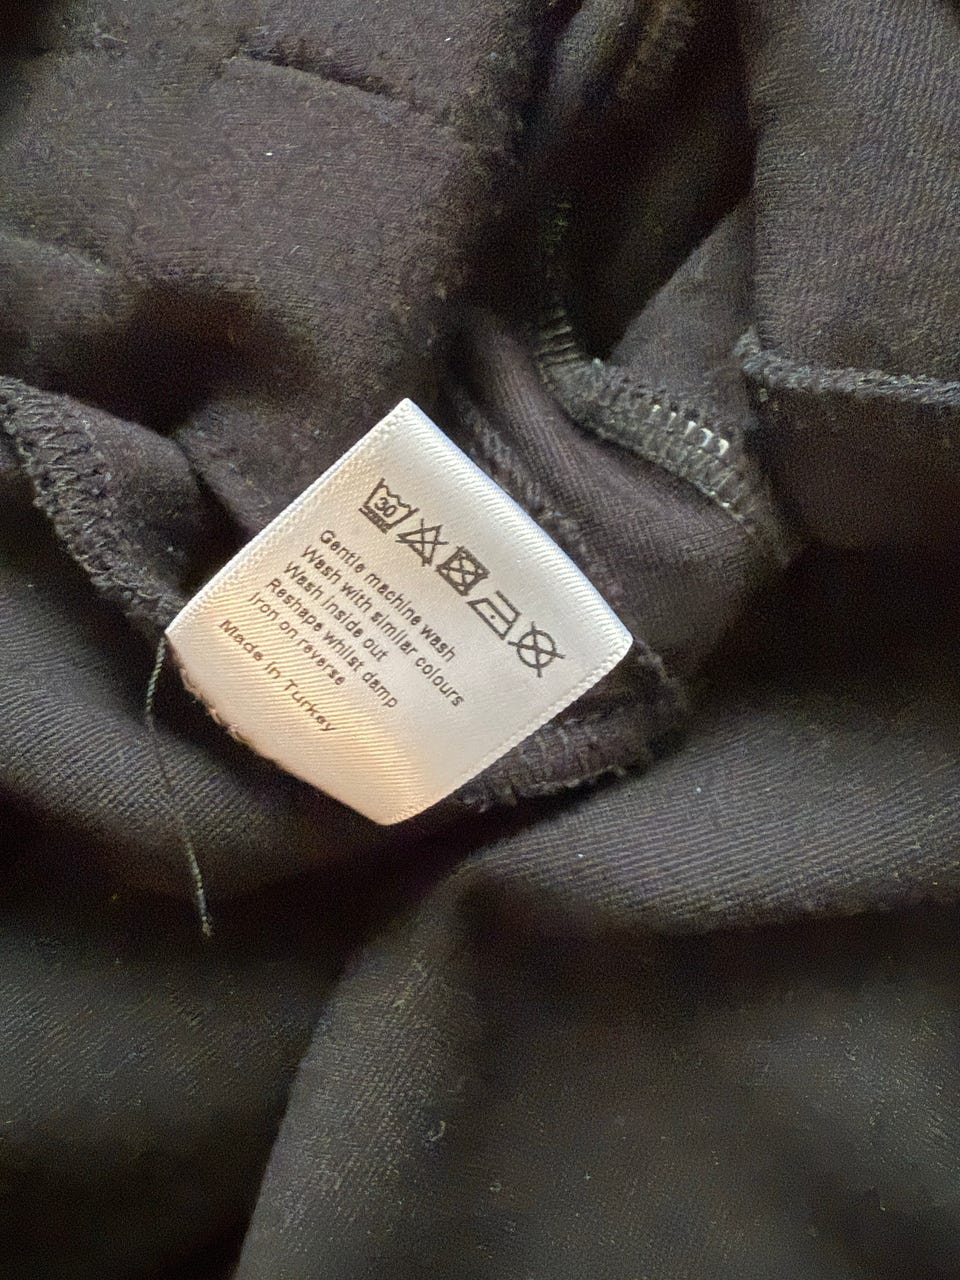 30
Gentle machine wash
Wash with similar colours
Wash inside out
Reshape whilst damp
Iron on reverse
Made in Turkey